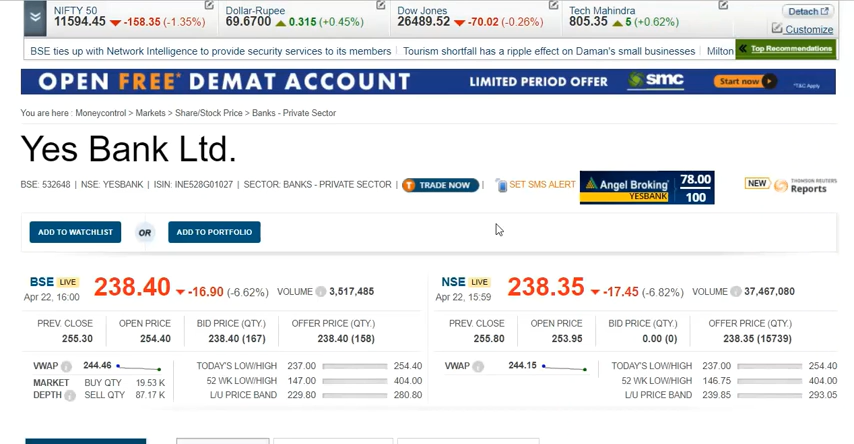 NIFTY 50
11594.45 -158.35 (-1.35%)
Dollar-Rupee
69.6700 0.315 (+0.45%)
Dow Jones
26489.52 -70.02 (-0.26%)
Tech Mahindra
805.35 5 (+0.62%)
Detach
Customize
BSE ties up with Network Intelligence to provide security services to its members | Tourism shortfall has a ripple effect on Daman's small businesses | Milton
Top Recommendations
OPEN FREE* DEMAT ACCOUNT LIMITED PERIOD OFFER smc Start now *T&C Apply
You are here : Moneycontrol > Markets > Share/Stock Price > Banks - Private Sector
Yes Bank Ltd.
BSE: 532648 | NSE: YESBANK | ISIN: INE528G01027 | SECTOR: BANKS - PRIVATE SECTOR | T TRADE NOW | SET SMS ALERT
Angel Broking 78.00
YESBANK 100
NEW THOMSON REUTERS
Reports
ADD TO WATCHLIST OR ADD TO PORTFOLIO
BSE LIVE
Apr 22, 16:00
238.40 -16.90 (-6.62%) VOLUME 3,517,485
PREV. CLOSE OPEN PRICE BID PRICE (QTY.) OFFER PRICE (QTY.)
255.30 254.40 238.40 (167) 238.40 (158)
VWAP 244.46
MARKET DEPTH BUY QTY 19.53 K
SELL QTY 87.17 K
TODAY'S LOW/HIGH 237.00 254.40
52 WK LOW/HIGH 147.00 404.00
L/U PRICE BAND 229.80 280.80
NSE LIVE
Apr 22, 15:59
238.35 -17.45 (-6.82%) VOLUME 37,467,080
PREV. CLOSE OPEN PRICE BID PRICE (QTY.) OFFER PRICE (QTY.)
255.80 253.95 0.00 (0) 238.35 (15739)
VWAP 244.15
TODAY'S LOW/HIGH 237.00 254.40
52 WK LOW/HIGH 146.75 404.00
L/U PRICE BAND 239.85 293.05